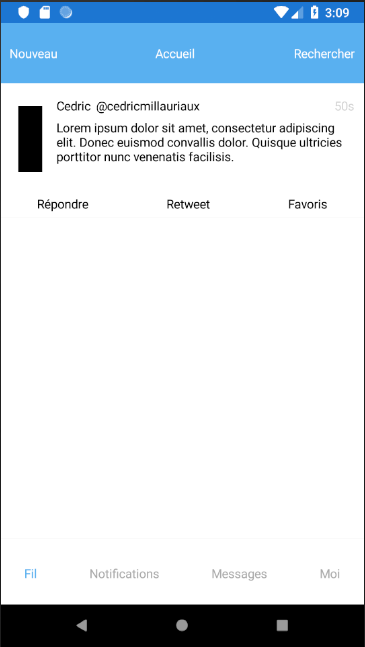 3:09
Nouveau Accueil Rechercher
Cedric @cedricmillauriaux 50s
Lorem ipsum dolor sit amet, consectetur adipiscing
elit. Donec euismod convallis dolor. Quisque ultricies
porttitor nunc venenatis facilisis.
Répondre Retweet Favoris
Fil Notifications Messages Moi